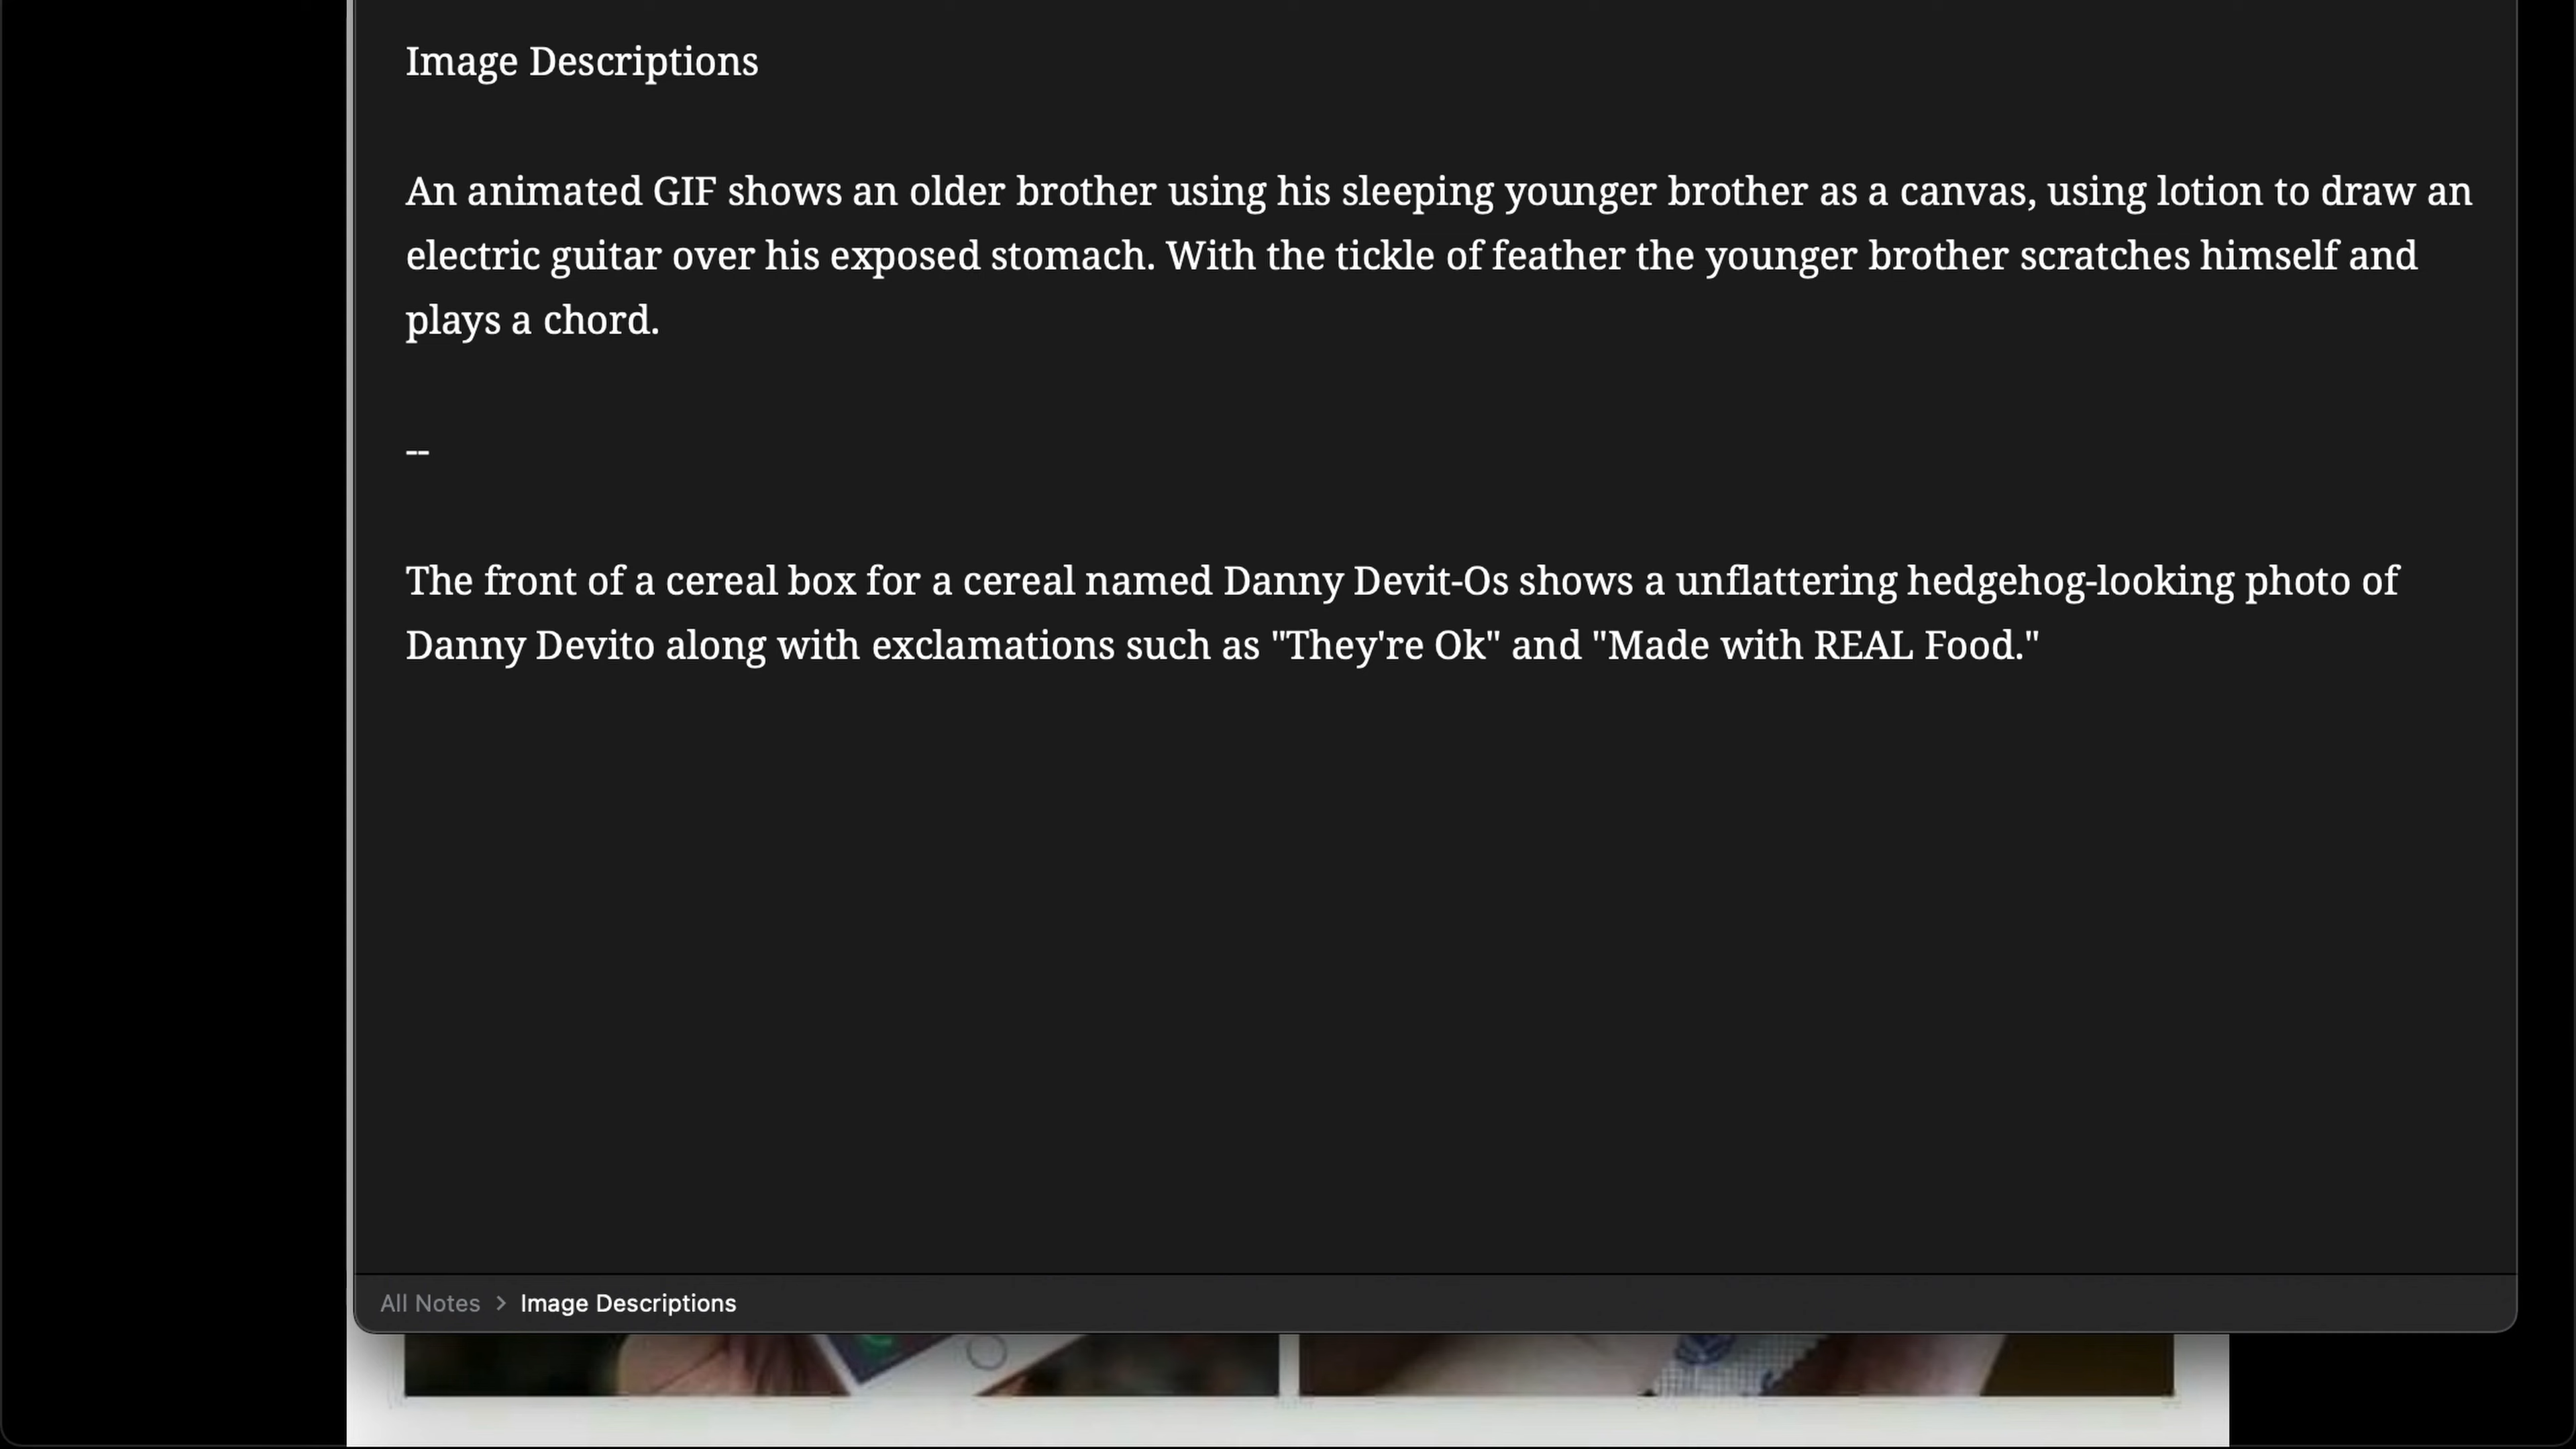 Image Descriptions
An animated GIF shows an older brother using his sleeping younger brother as a canvas, using lotion to draw an
electric guitar over his exposed stomach. With the tickle of feather the younger brother scratches himself and
plays a chord.
--
The front of a cereal box for a cereal named Danny Devit-Os shows a unflattering hedgehog-looking photo of
Danny Devito along with exclamations such as "They're Ok" and "Made with REAL Food."
All Notes > Image Descriptions